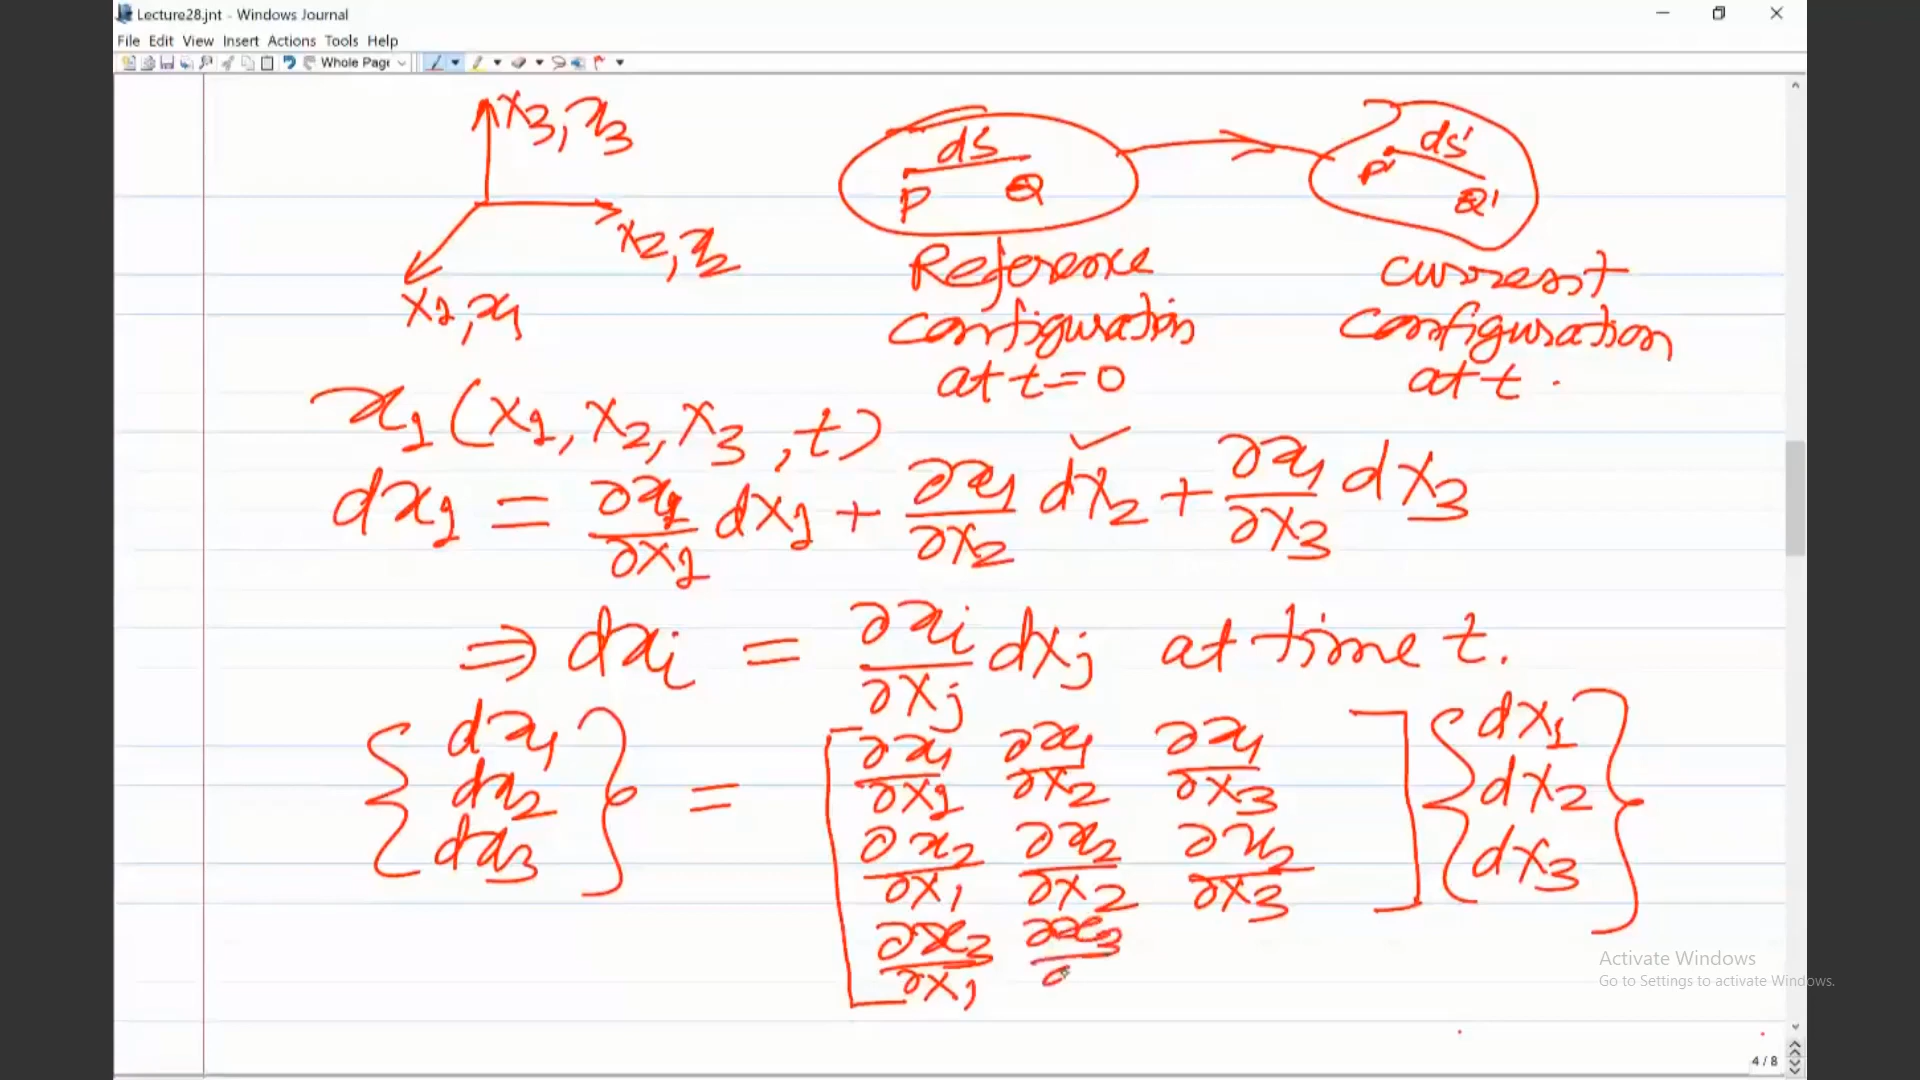 Lecture28.jnt - Windows Journal
File Edit View Insert Actions Tools Help
Whole Page
X3, x3
X2, x2
X1, x1
ds
P Q
ds'
P' Q'
Reference
configuration
at t=0
current
configuration
at t.
x1 (X1, X2, X3, t)
dx1 = ∂x1/∂X1 dX1 + ∂x1/∂X2 dX2 + ∂x1/∂X3 dX3
⇒ dxi = ∂xi/∂Xj dXj at time t.
{dx1 dx2 dx3} = [∂x1/∂X1 ∂x1/∂X2 ∂x1/∂X3
∂x2/∂X1 ∂x2/∂X2 ∂x2/∂X3
∂x3/∂X1 ∂x3/∂] {dX1 dX2 dX3}
Activate Windows
Go to Settings to activate Windows.
4 / 8